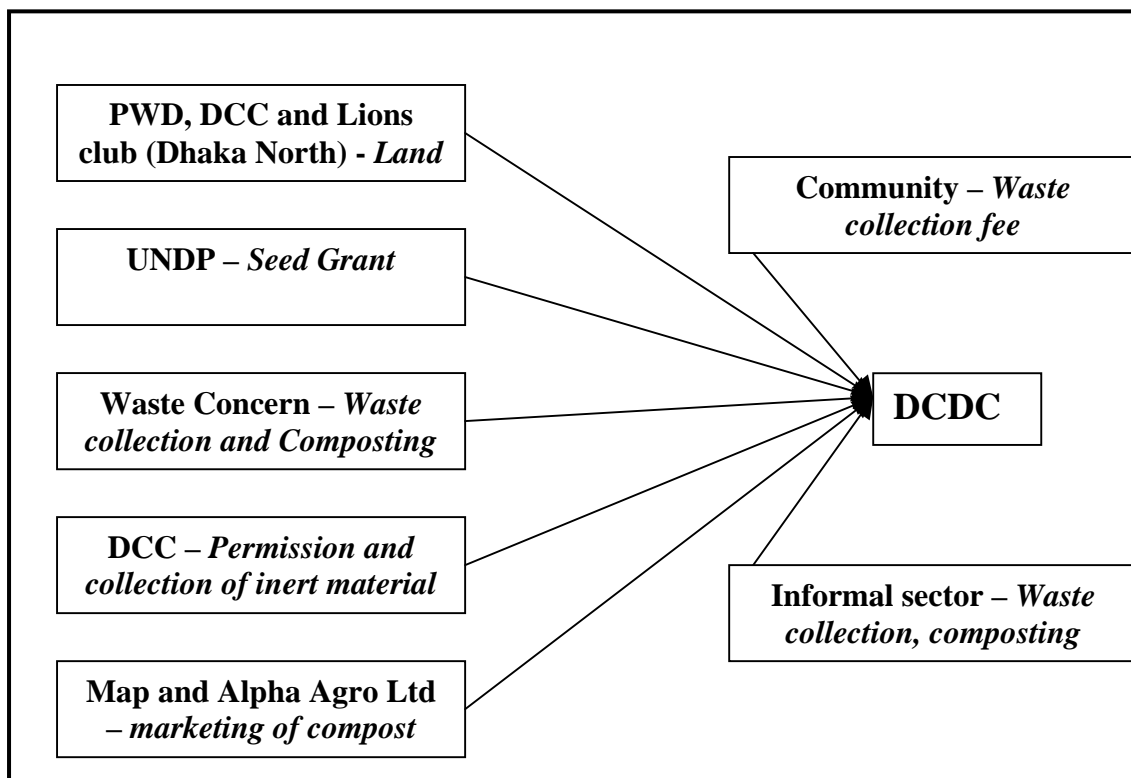 PWD, DCC and Lions
club (Dhaka North) - Land
UNDP – Seed Grant
Waste Concern – Waste
collection and Composting
DCC – Permission and
collection of inert material
Map and Alpha Agro Ltd
– marketing of compost
Community – Waste
collection fee
DCDC
Informal sector – Waste
collection, composting